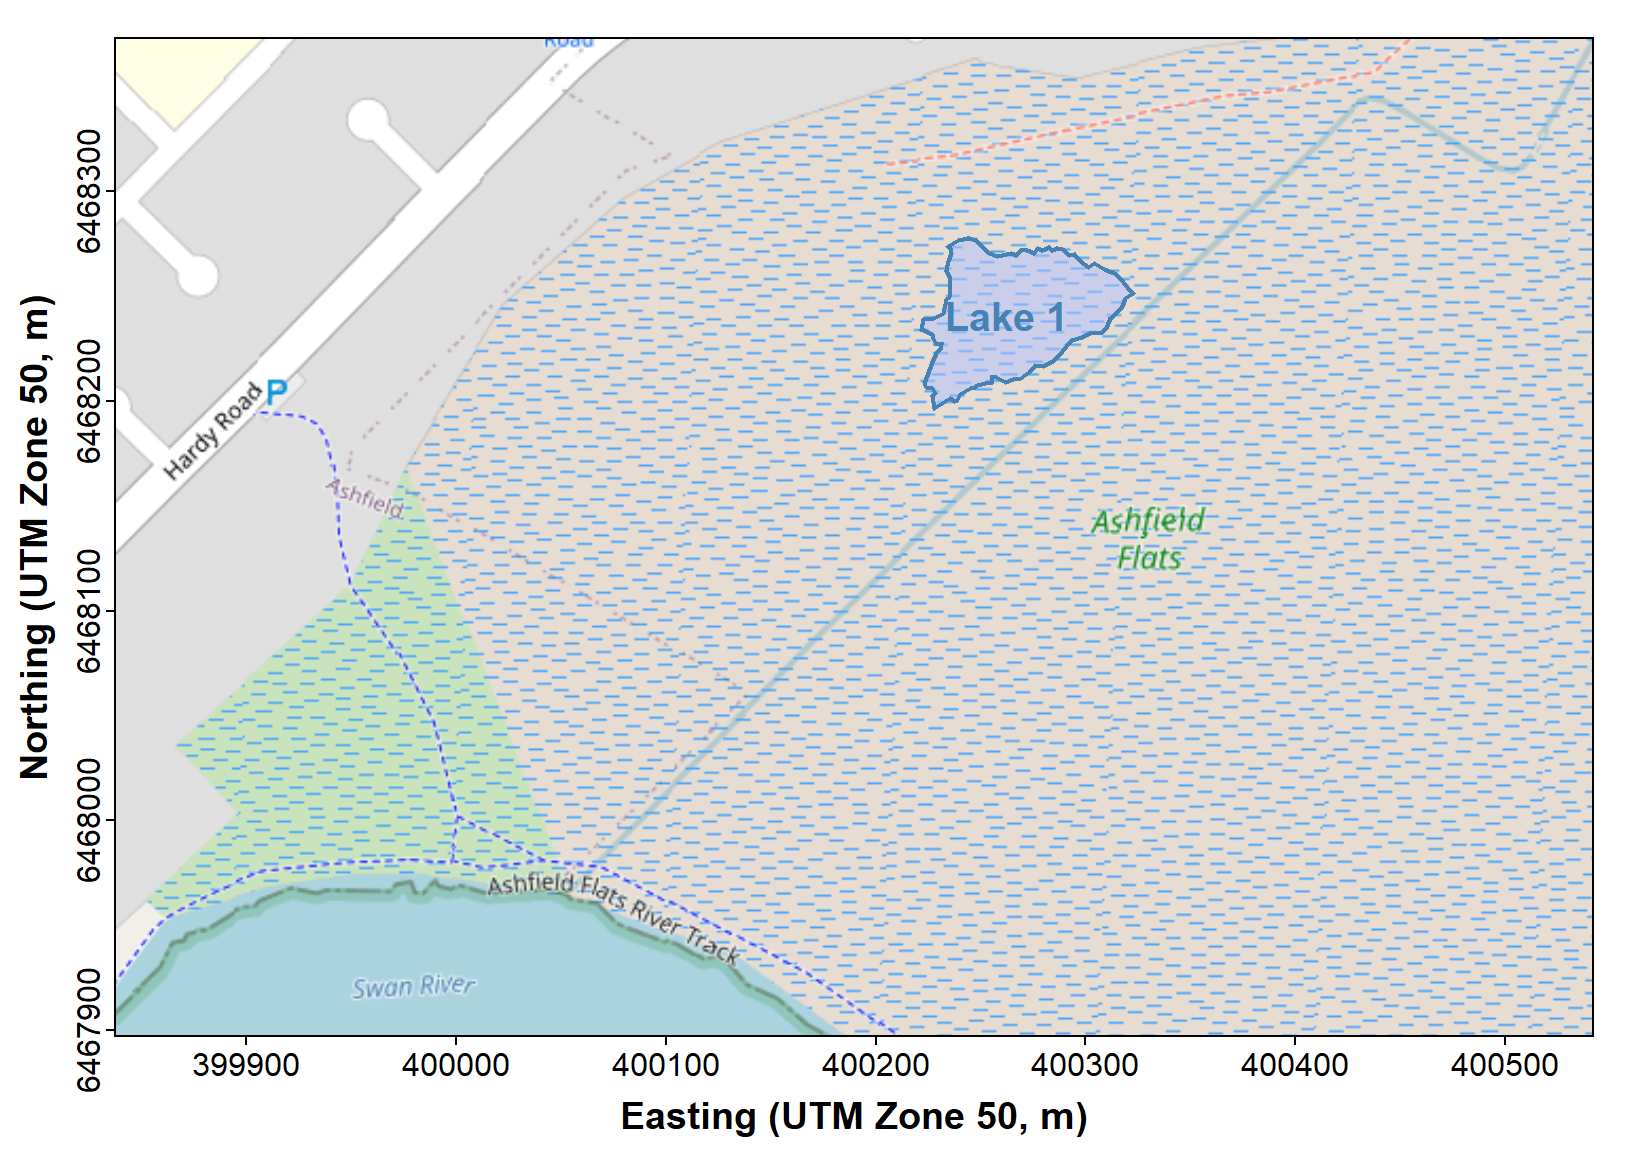 Road
Lake 1
P
Hardy Road
Ashfield
Ashfield
Flats
Ashfield Flats River Track
Swan River
6468300
6468200
6468100
6468000
6467900
Northing (UTM Zone 50, m)
399900 400000 400100 400200 400300 400400 400500
Easting (UTM Zone 50, m)